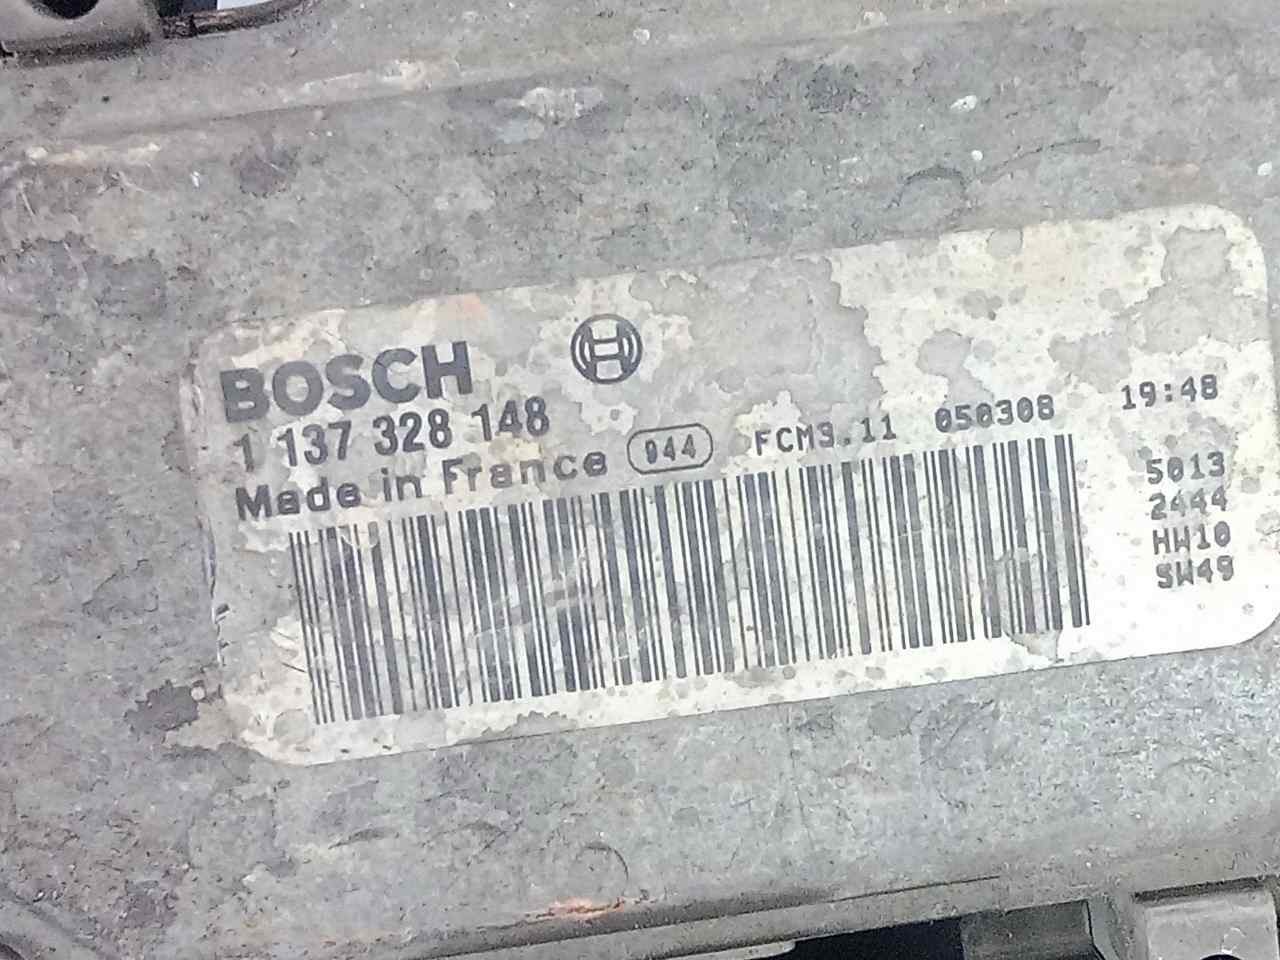 BOSCH
1 137 328 148
Made in France 944 FCM9.11 050308 19:48
5013
2444
HW10
SW49